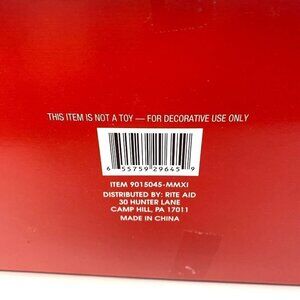 THIS ITEM IS NOT A TOY — FOR DECORATIVE USE ONLY
6 55759 29645 9
ITEM 9015045-MMXI
DISTRIBUTED BY: RITE AID
30 HUNTER LANE
CAMP HILL, PA 17011
MADE IN CHINA